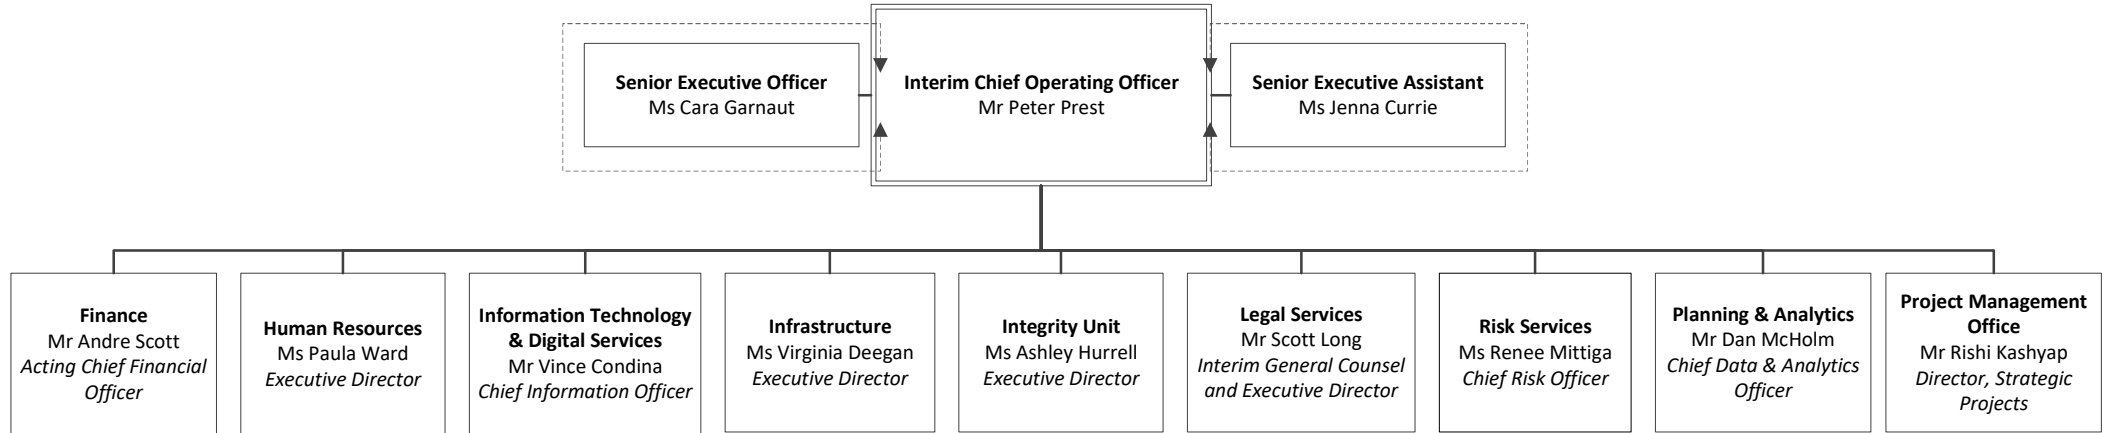 Senior Executive Officer
Ms Cara Garnaut
Interim Chief Operating Officer
Mr Peter Prest
Senior Executive Assistant
Ms Jenna Currie
Finance
Mr Andre Scott
Acting Chief Financial
Officer
Human Resources
Ms Paula Ward
Executive Director
Information Technology
& Digital Services
Mr Vince Condina
Chief Information Officer
Infrastructure
Ms Virginia Deegan
Executive Director
Integrity Unit
Ms Ashley Hurrell
Executive Director
Legal Services
Mr Scott Long
Interim General Counsel
and Executive Director
Risk Services
Ms Renee Mittiga
Chief Risk Officer
Planning & Analytics
Mr Dan McHolm
Chief Data & Analytics
Officer
Project Management
Office
Mr Rishi Kashyap
Director, Strategic
Projects